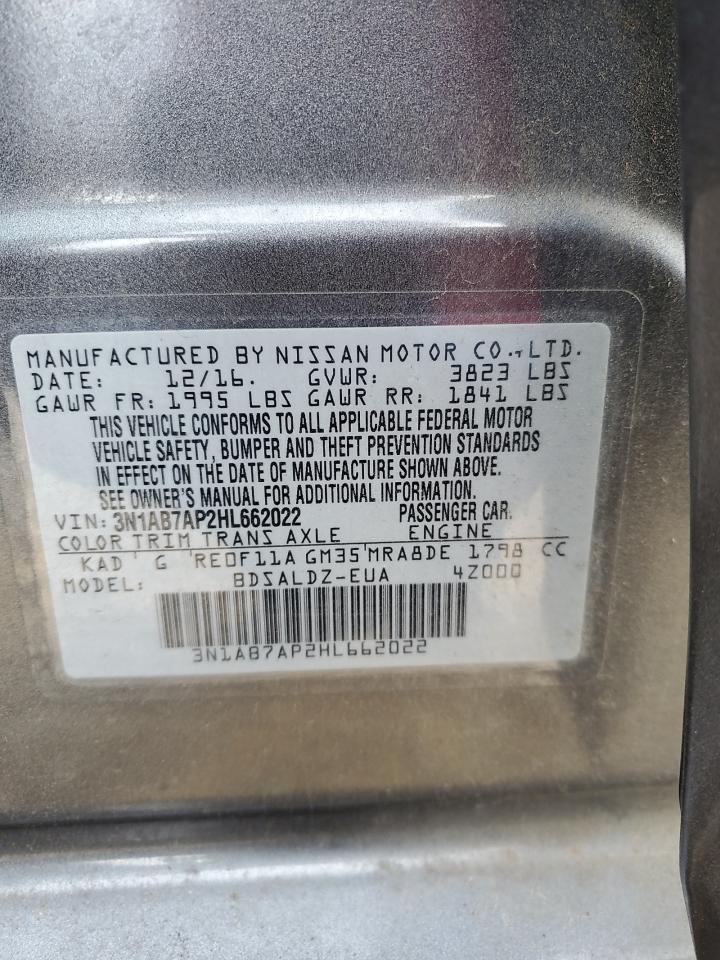 MANUFACTURED BY NISSAN MOTOR CO.,LTD.
DATE: 12/16. GVWR: 3823 LBS
GAWR FR: 1995 LBS GAWR RR: 1841 LBS
THIS VEHICLE CONFORMS TO ALL APPLICABLE FEDERAL MOTOR
VEHICLE SAFETY, BUMPER AND THEFT PREVENTION STANDARDS
IN EFFECT ON THE DATE OF MANUFACTURE SHOWN ABOVE.
SEE OWNER'S MANUAL FOR ADDITIONAL INFORMATION.
VIN: 3N1AB7AP2HL662022 PASSENGER CAR.
COLOR TRIM TRANS AXLE ENGINE
KAD G RE0F11A GM35 MRA8DE 1798 CC
MODEL: BDSALDZ-EUA 4Z000
3N1AB7AP2HL662022